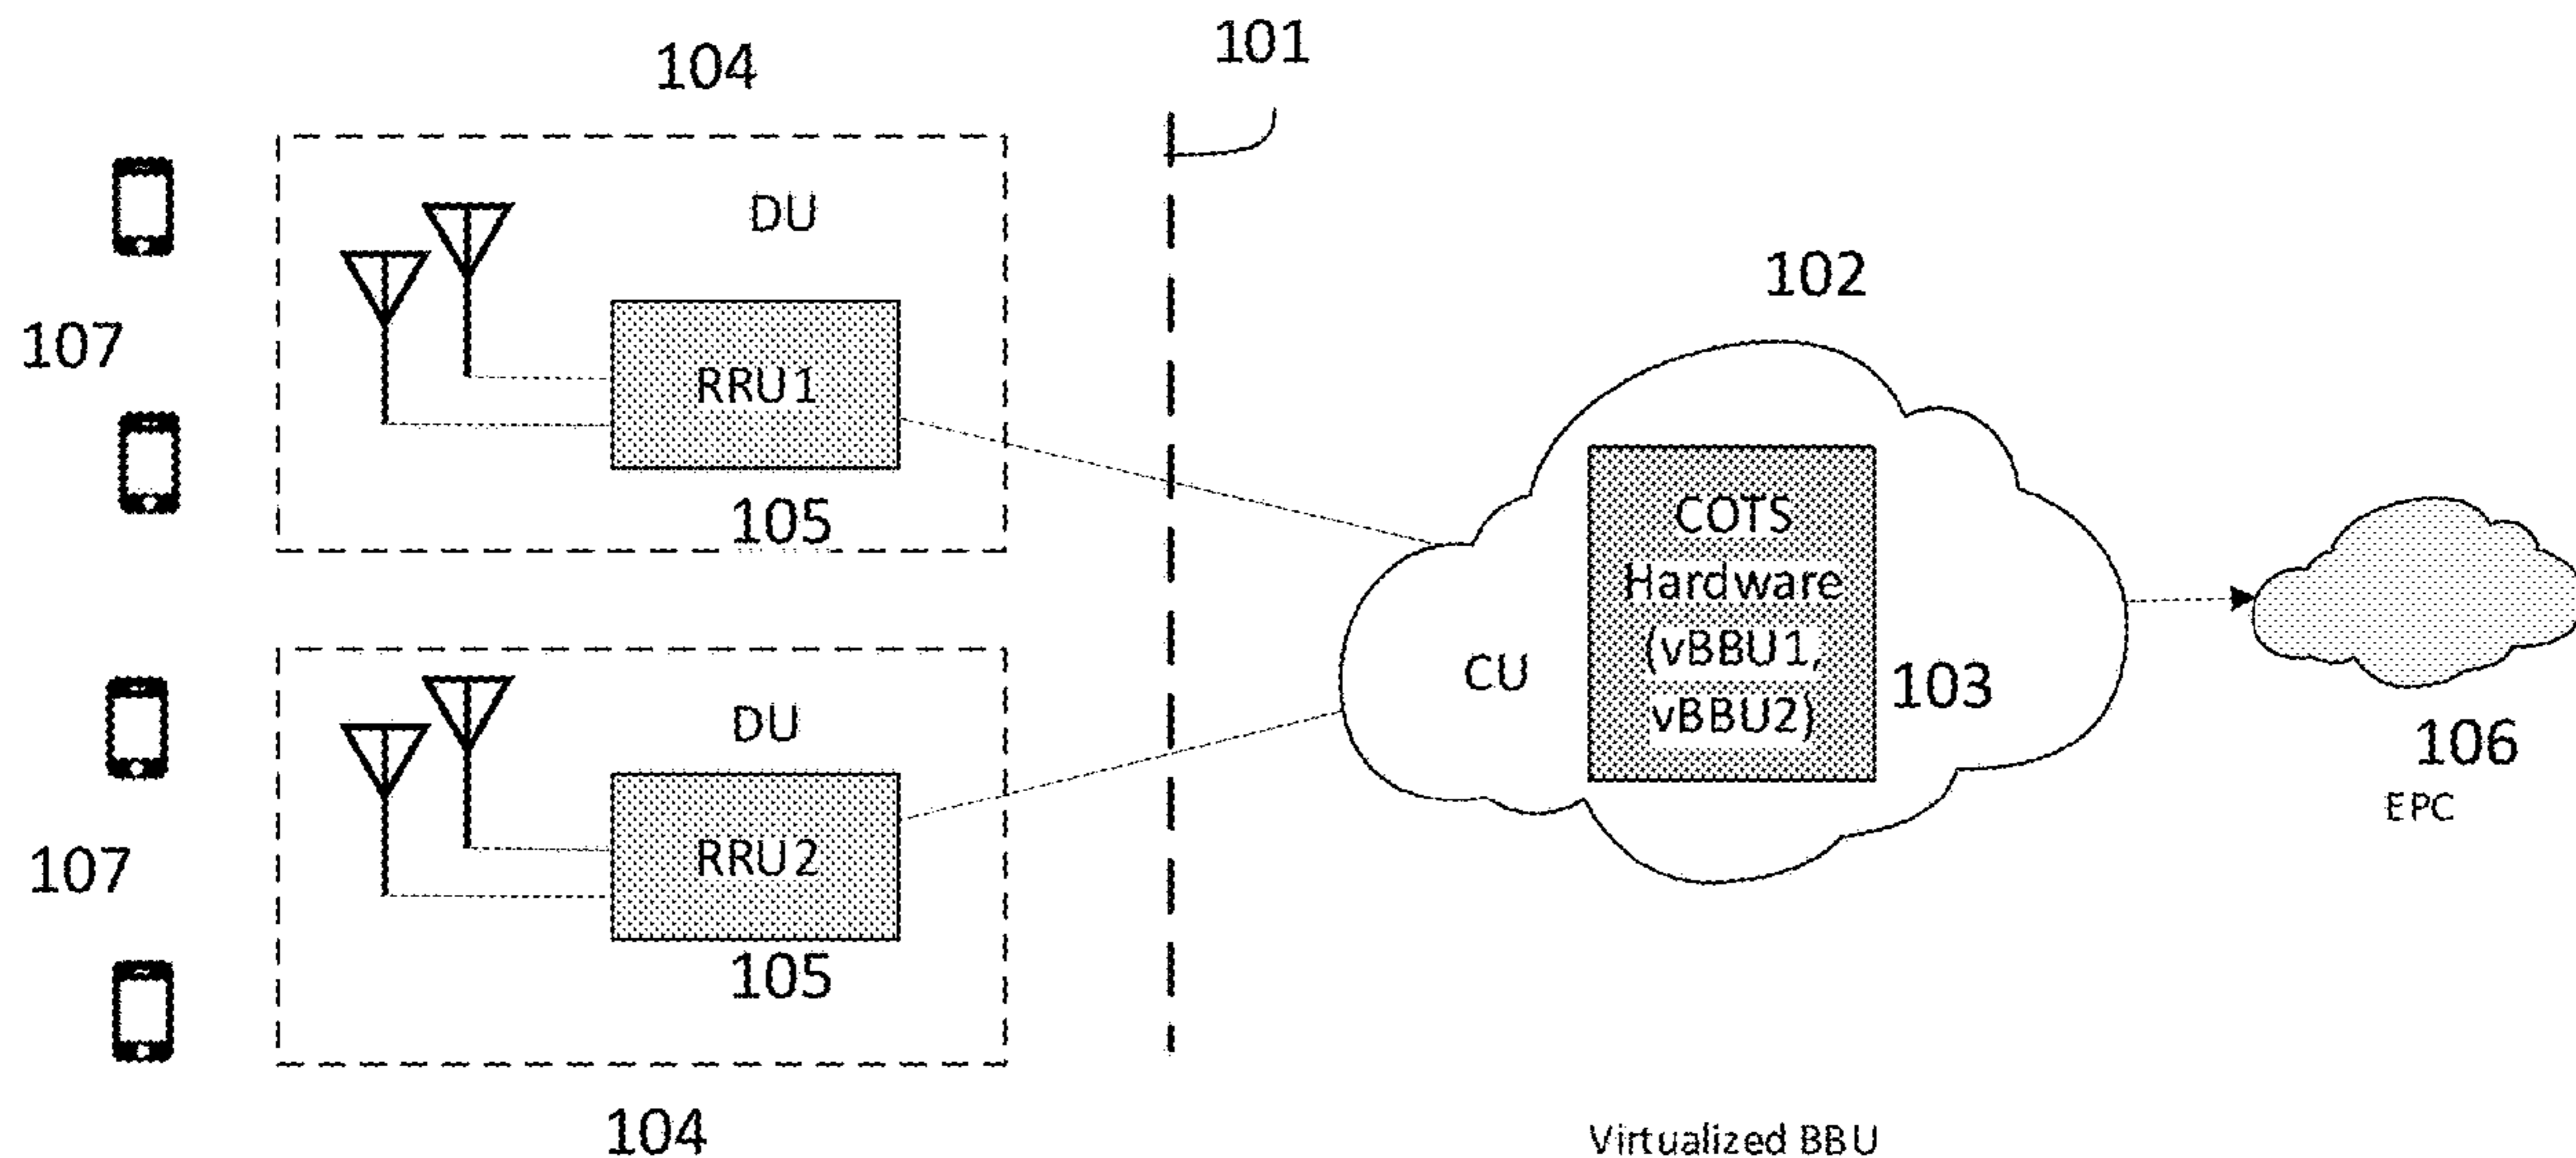 101
104
DU
107
RRU1
105
102
COTS
Hardware
(vBBU1,
vBBU2)
CU
103
106
EPC
DU
107
RRU2
105
104
Virtualized BBU